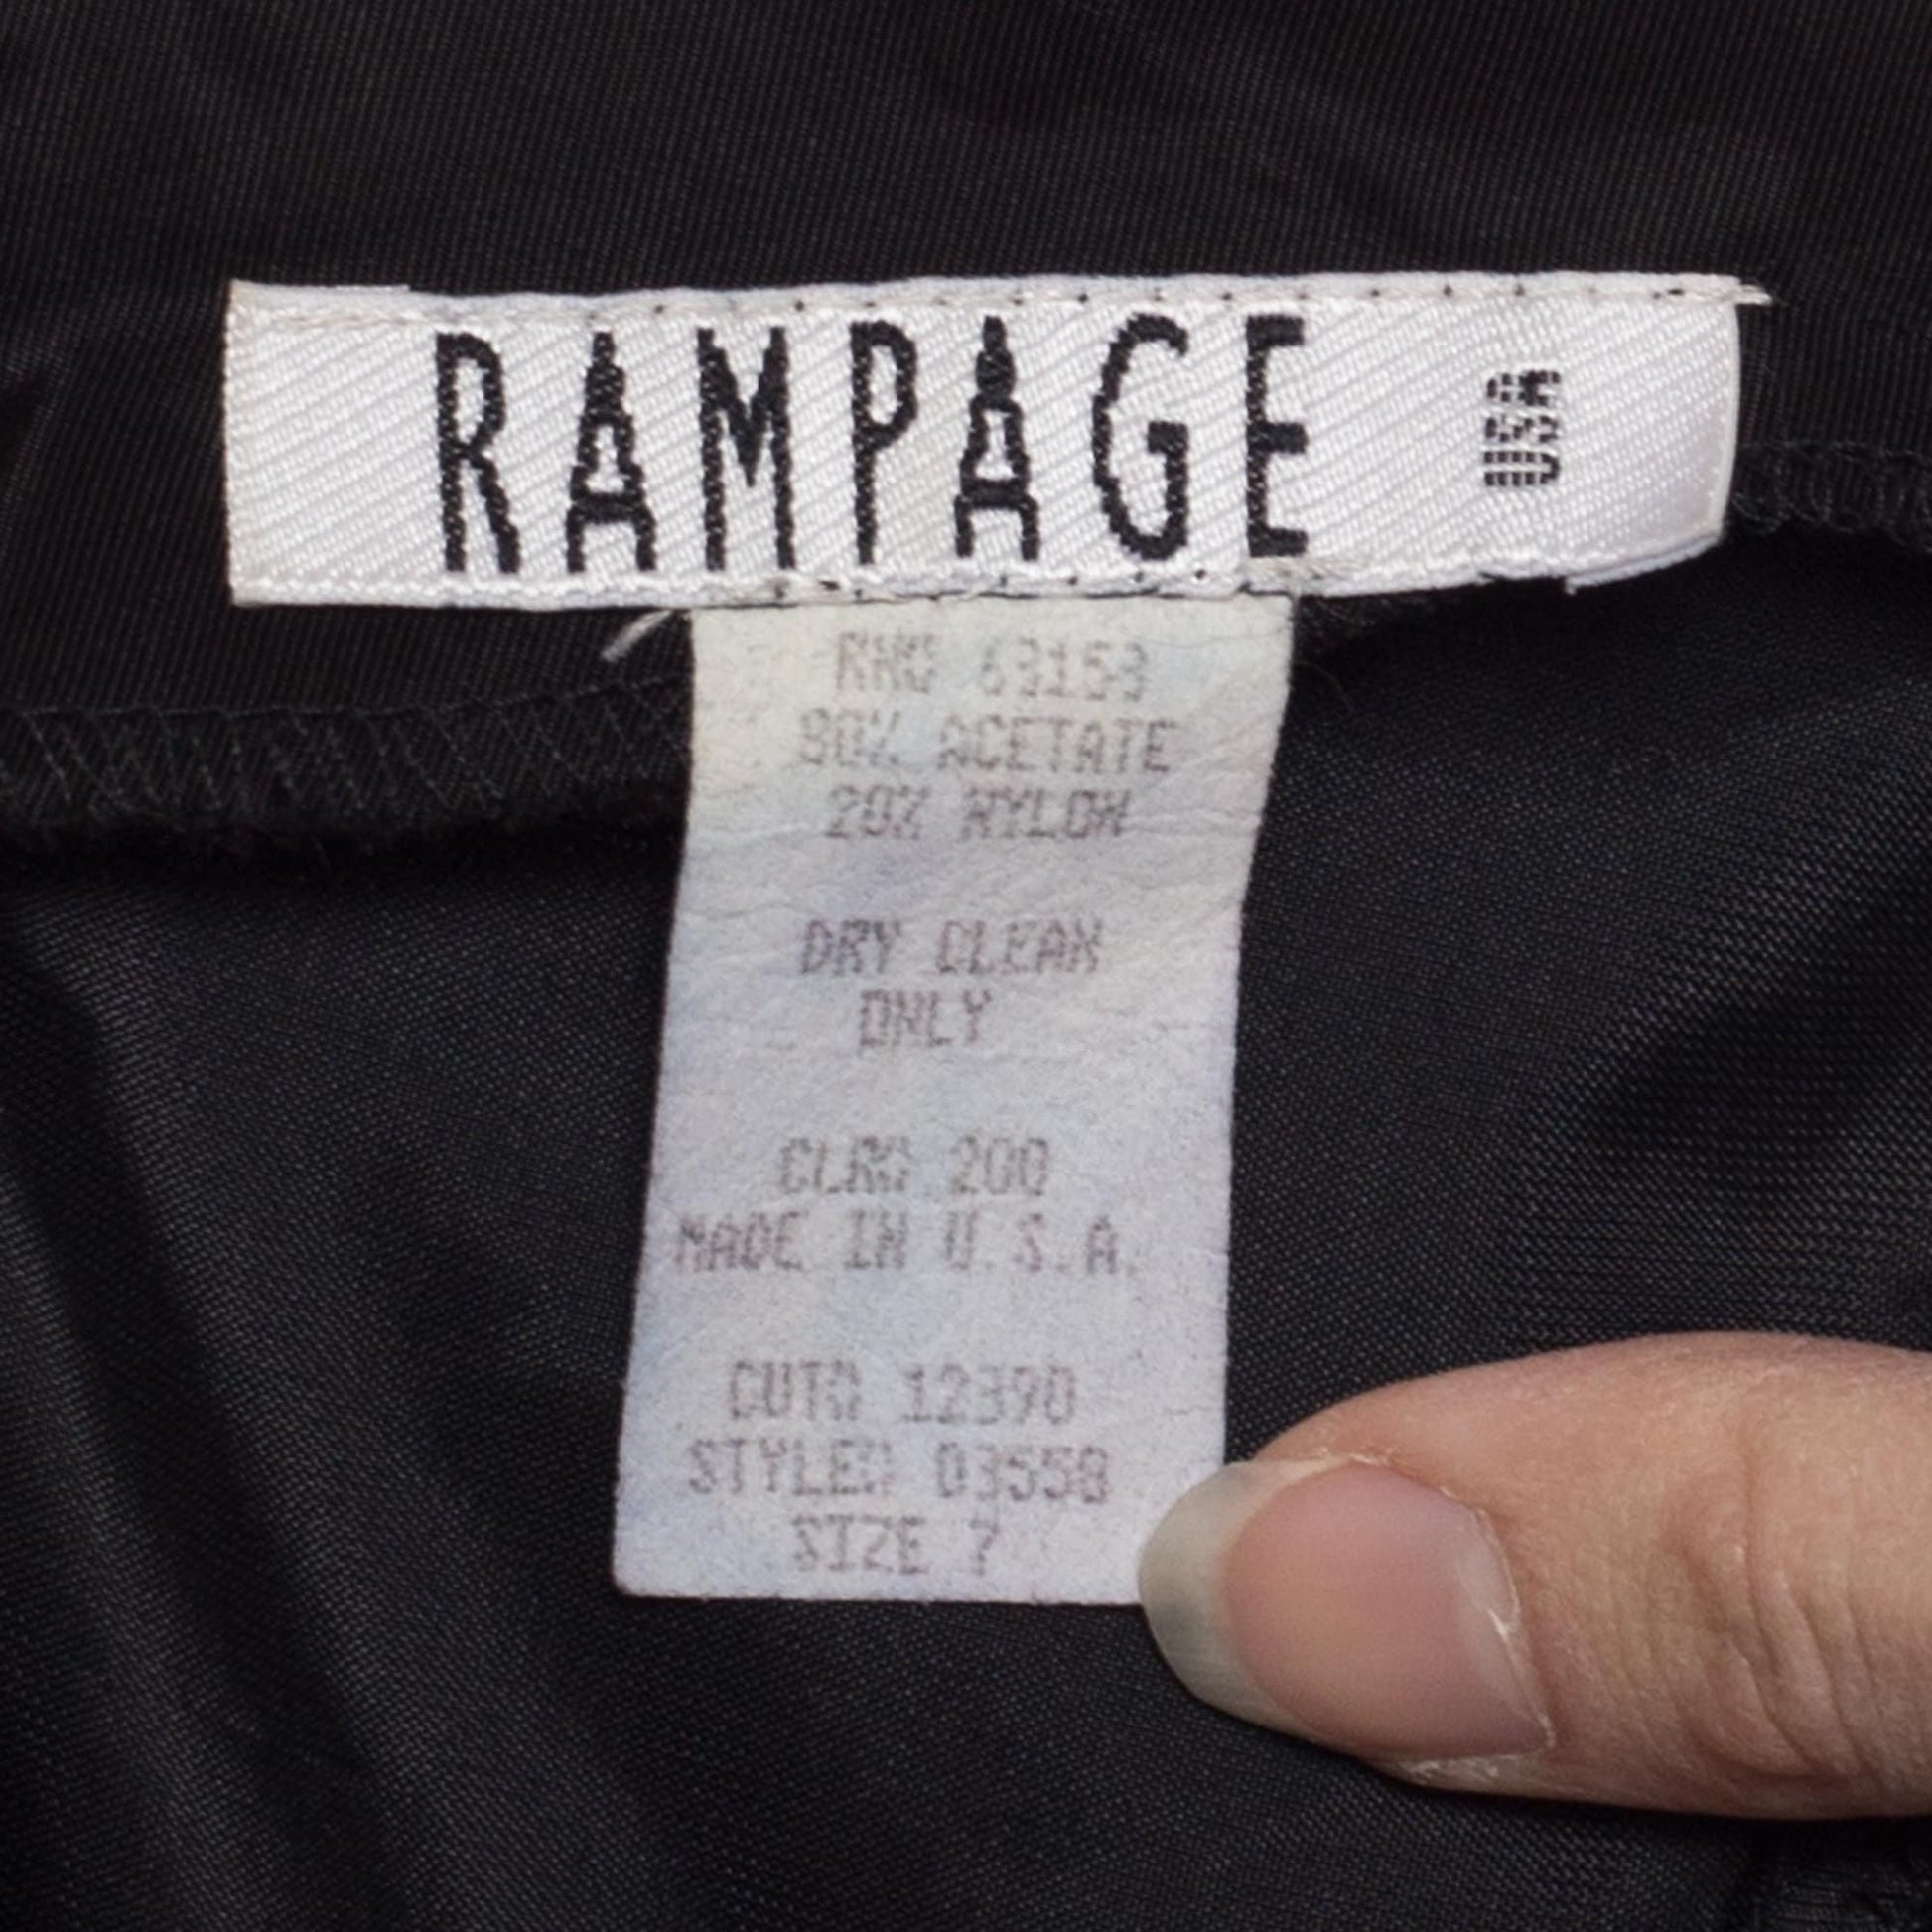 RAMPAGE
USA
RN# 63158
80% ACETATE
20% NYLON
DRY CLEAN
ONLY
CLR# 200
MADE IN U.S.A.
CUT# 12390
STYLE# 03558
SIZE 7